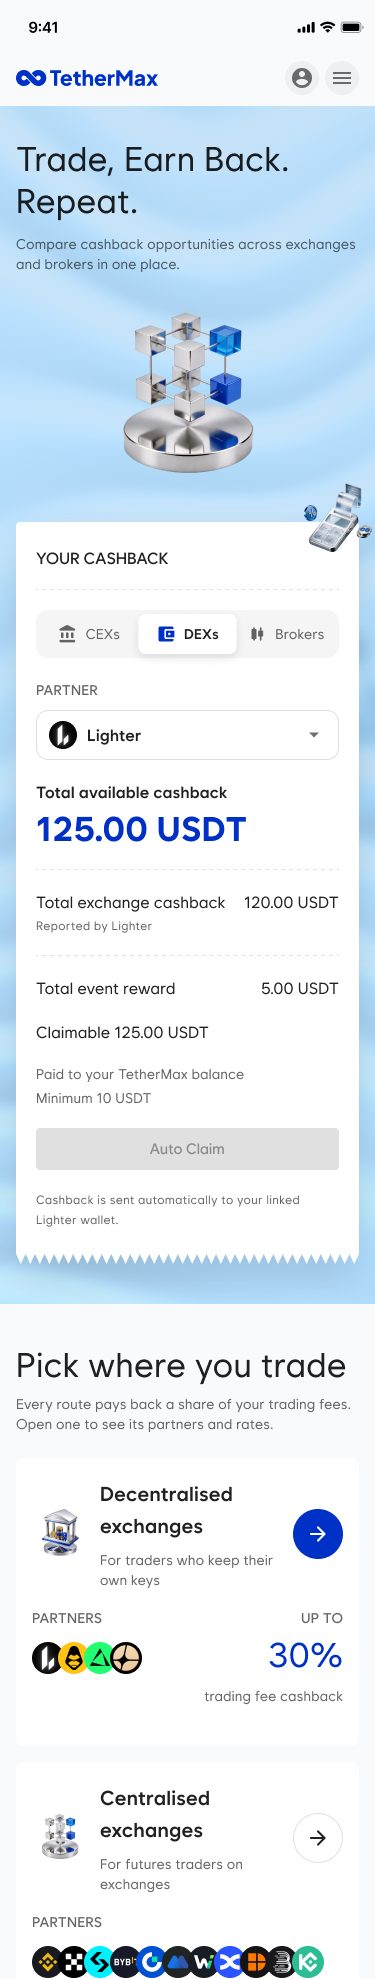 9:41
TetherMax
Trade, Earn Back.
Repeat.
Compare cashback opportunities across exchanges
and brokers in one place.
YOUR CASHBACK
CEXs DEXs Brokers
PARTNER
Lighter
Total available cashback
125.00 USDT
Total exchange cashback 120.00 USDT
Reported by Lighter
Total event reward 5.00 USDT
Claimable 125.00 USDT
Paid to your TetherMax balance
Minimum 10 USDT
Auto Claim
Cashback is sent automatically to your linked
Lighter wallet.
Pick where you trade
Every route pays back a share of your trading fees.
Open one to see its partners and rates.
Decentralised
exchanges
For traders who keep their
own keys
PARTNERS UP TO
30%
trading fee cashback
Centralised
exchanges
For futures traders on
exchanges
PARTNERS